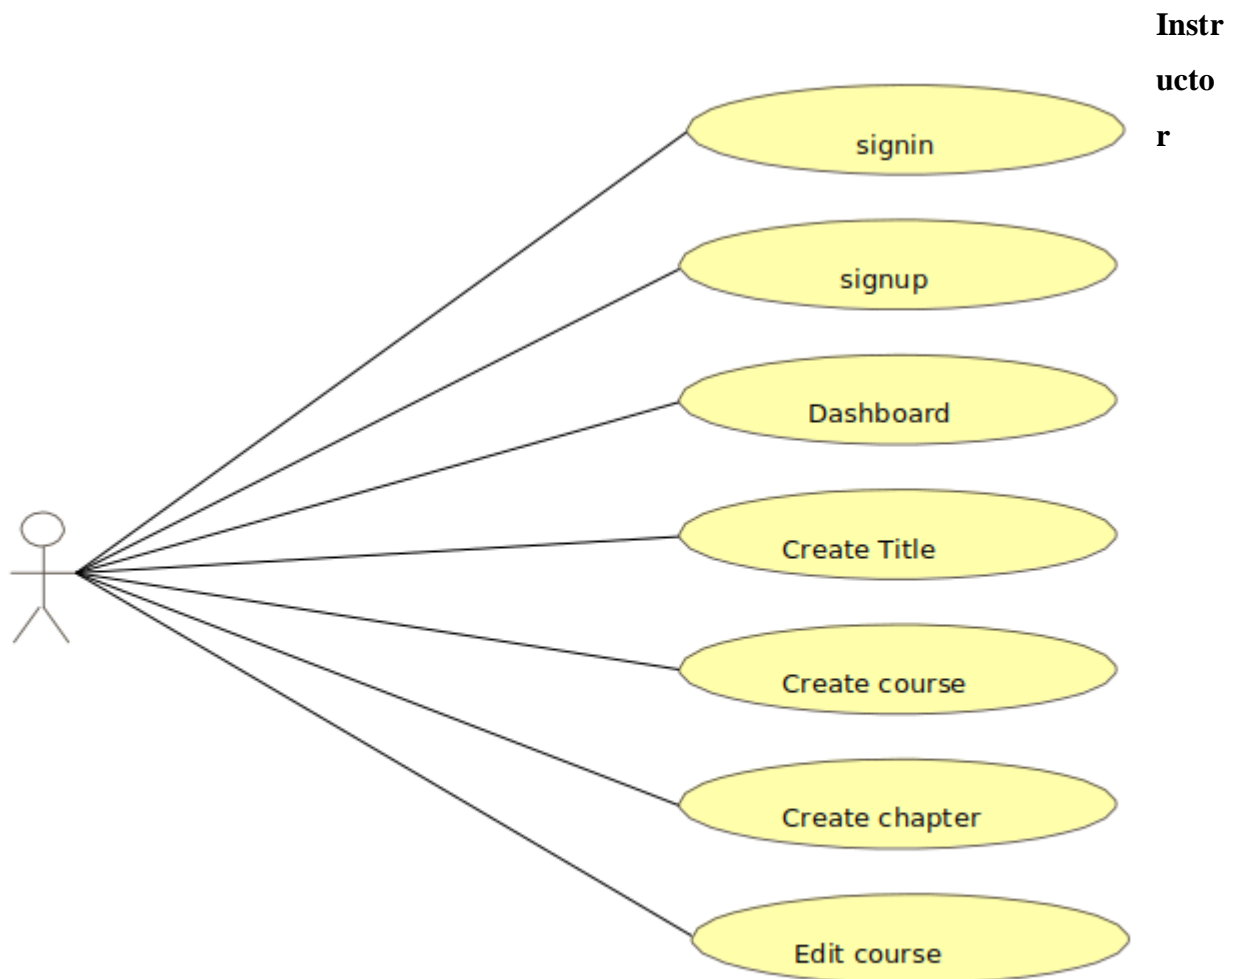 Instr
ucto
r
signin
signup
Dashboard
Create Title
Create course
Create chapter
Edit course